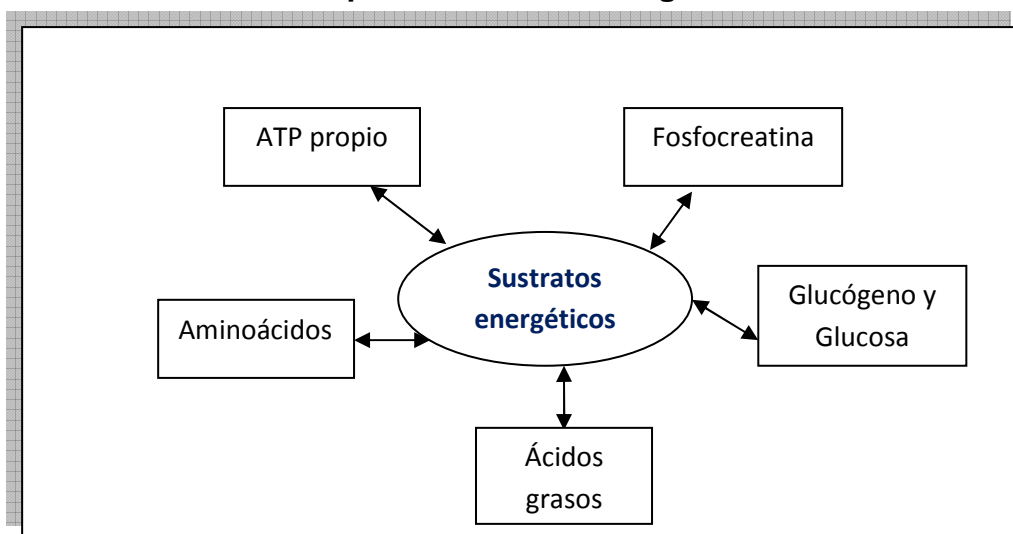 ATP propio
Fosfocreatina
Sustratos
energéticos
Glucógeno y
Glucosa
Aminoácidos
Ácidos
grasos